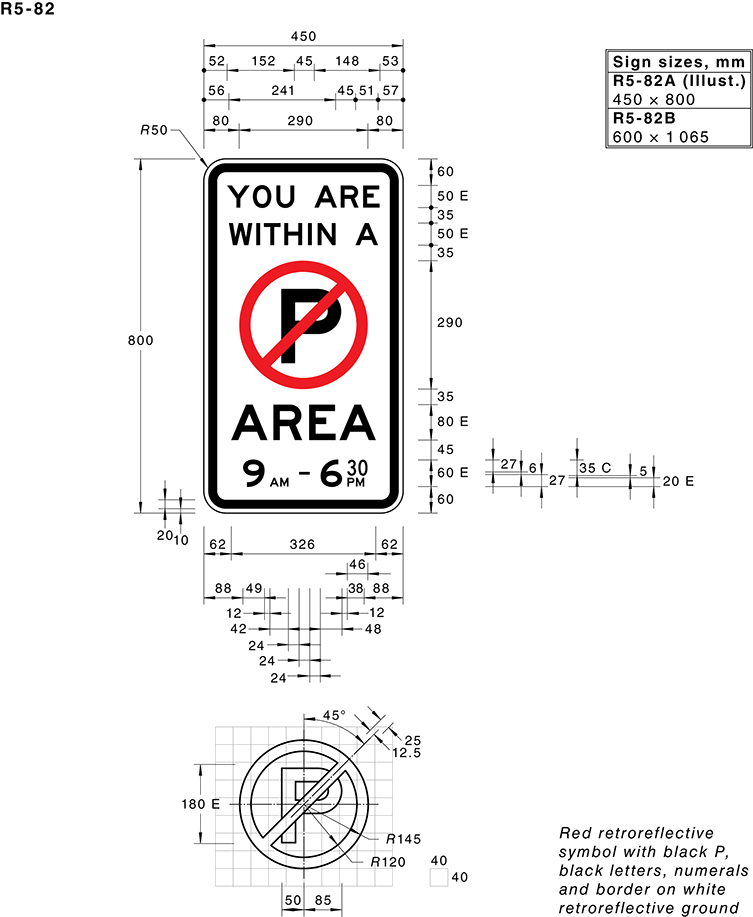 R5-82
450
52 152 45 148 53
56 241 45 51 57
80 290 80
Sign sizes, mm
R5-82A (Illust.)
450 × 800
R5-82B
600 × 1 065
R50
YOU ARE
WITHIN A
P
AREA
9 AM – 6 30 PM
800
60
50 E
35
50 E
35
290
35
80 E
45
60 E
60
27 6 35 C 5
27 20 E
20 10
62 326 62
46
88 49 38 88
12 12
42 48
24
24
24
45°
25
12.5
180 E
P
R145
R120
40
40
50 85
Red retroreflective
symbol with black P,
black letters, numerals
and border on white
retroreflective ground